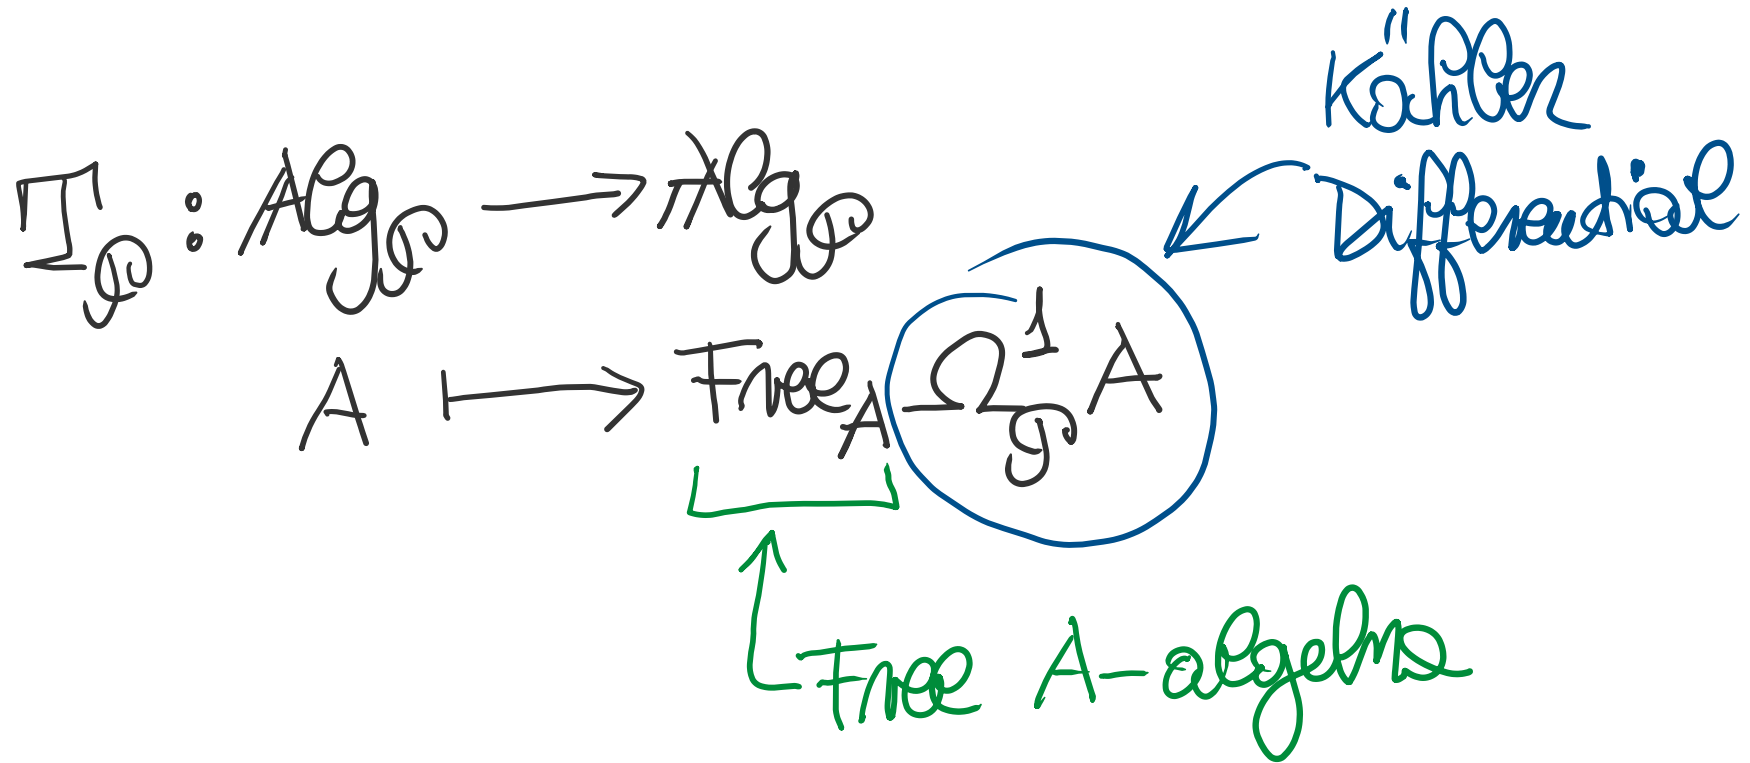 T_𝒫 : Alg_𝒫 → Alg_𝒫
A ↦ Free_A Ω^1_𝒫 A
Kähler
Differential
Free A-algebra